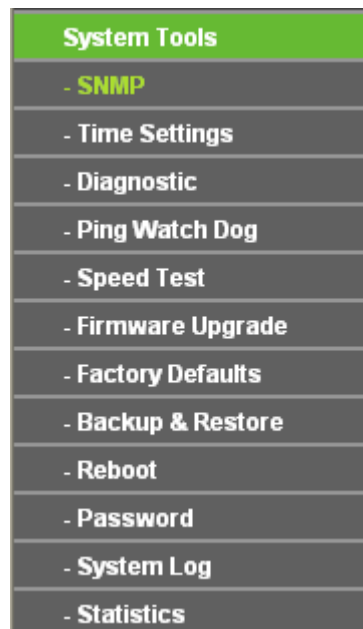 System Tools
- SNMP
- Time Settings
- Diagnostic
- Ping Watch Dog
- Speed Test
- Firmware Upgrade
- Factory Defaults
- Backup & Restore
- Reboot
- Password
- System Log
- Statistics